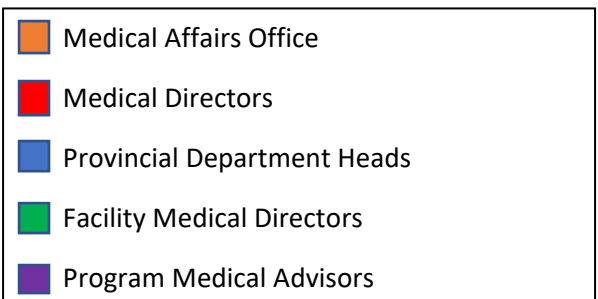 Medical Affairs Office
Medical Directors
Provincial Department Heads
Facility Medical Directors
Program Medical Advisors